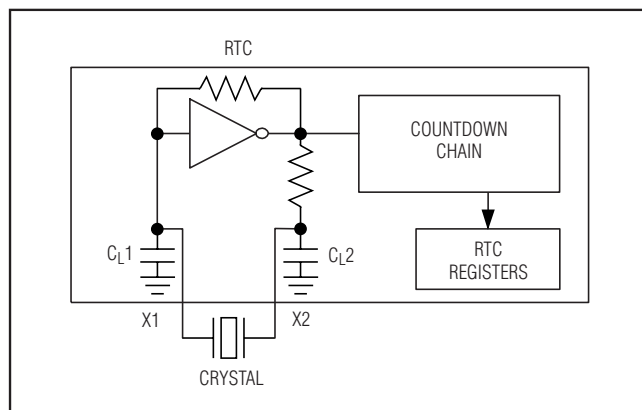 RTC
COUNTDOWN
CHAIN
RTC
REGISTERS
CL1
CL2
X1
X2
CRYSTAL